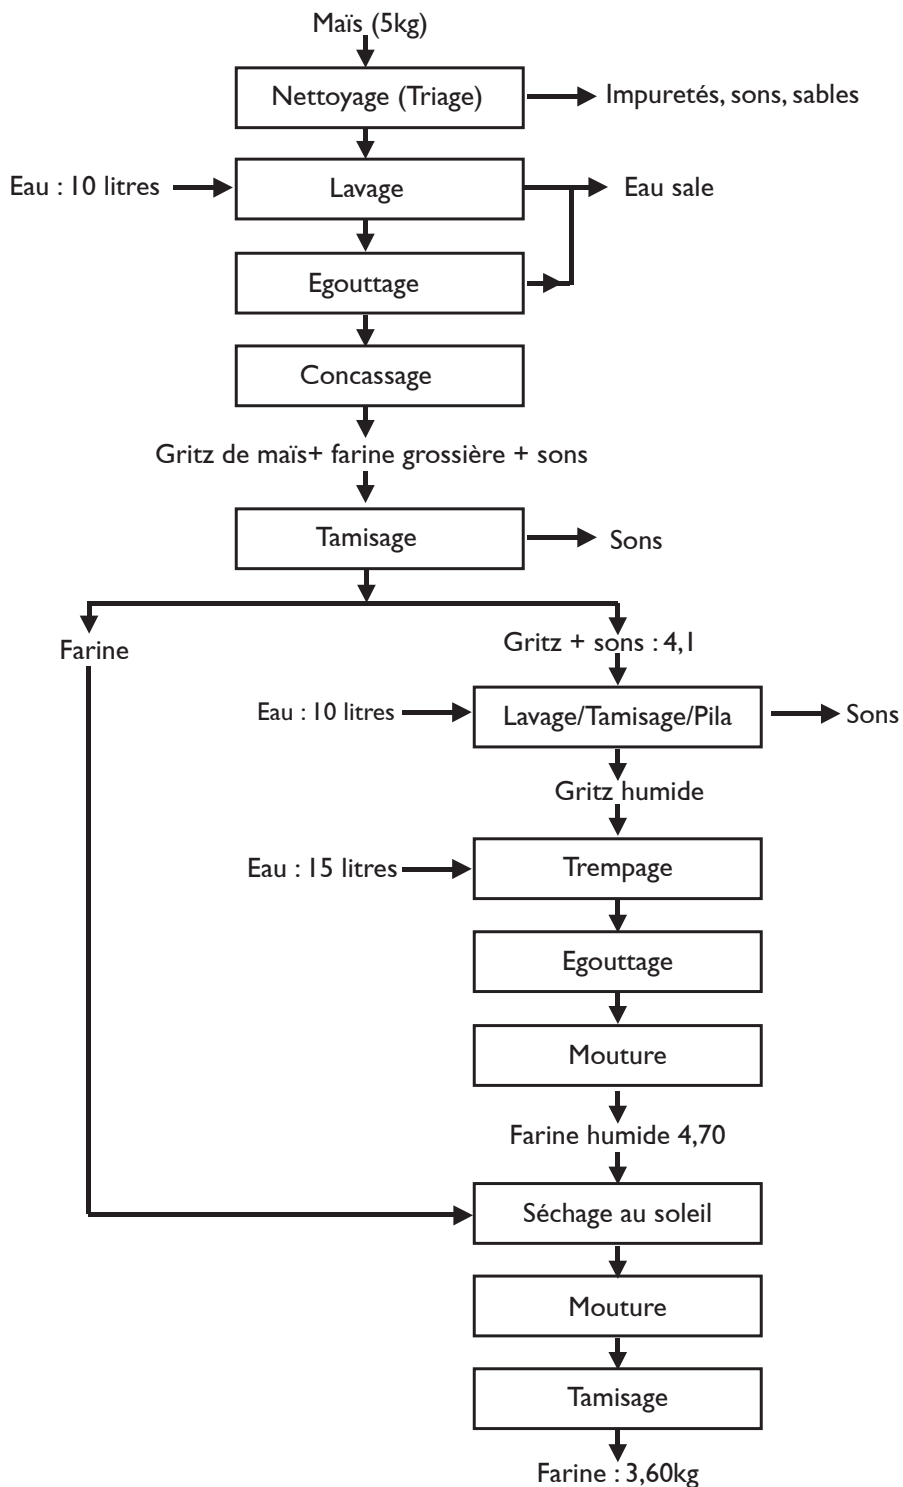 Maïs (5kg)
Nettoyage (Triage)
Impuretés, sons, sables
Eau : 10 litres
Lavage
Eau sale
Egouttage
Concassage
Gritz de maïs+ farine grossière + sons
Tamisage
Sons
Farine
Gritz + sons : 4,1
Eau : 10 litres
Lavage/Tamisage/Pila
Sons
Gritz humide
Eau : 15 litres
Trempage
Egouttage
Mouture
Farine humide 4,70
Séchage au soleil
Mouture
Tamisage
Farine : 3,60kg